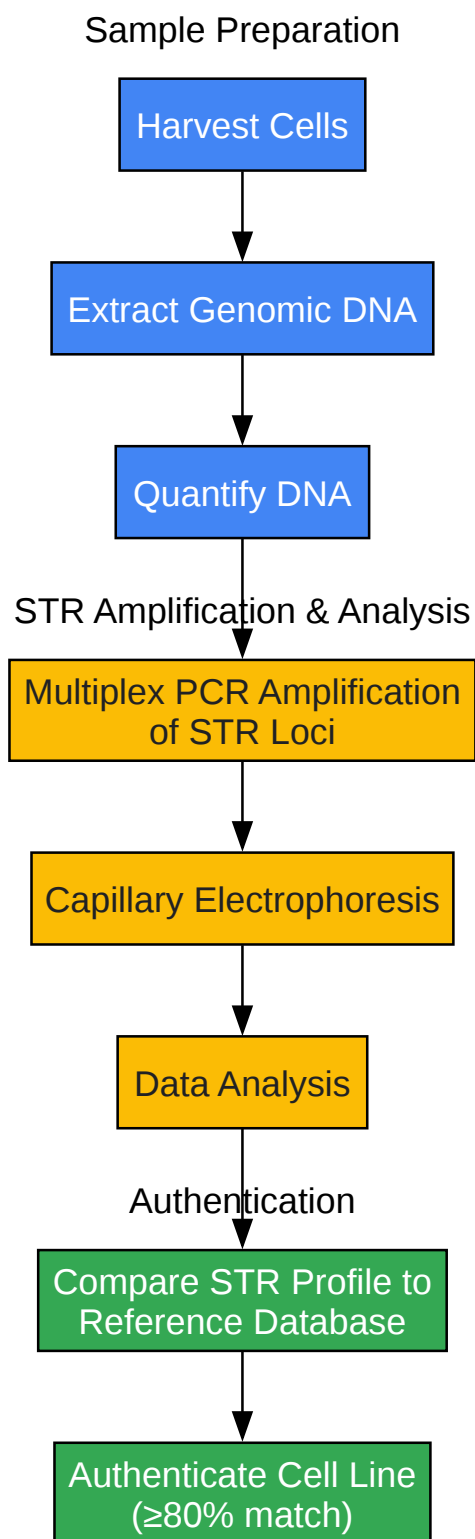 Sample Preparation
Harvest Cells
Extract Genomic DNA
Quantify DNA
STR Amplification & Analysis
Multiplex PCR Amplification
of STR Loci
Capillary Electrophoresis
Data Analysis
Authentication
Compare STR Profile to
Reference Database
Authenticate Cell Line
(≥80% match)